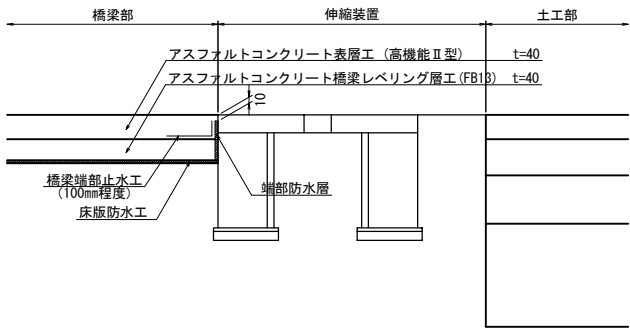 橋梁部 伸縮装置 土工部
アスファルトコンクリート表層工（高機能Ⅱ型） t=40
アスファルトコンクリート橋梁レベリング層工(FB13) t=40
10
橋梁端部止水工
(100mm程度)
端部防水層
床版防水工